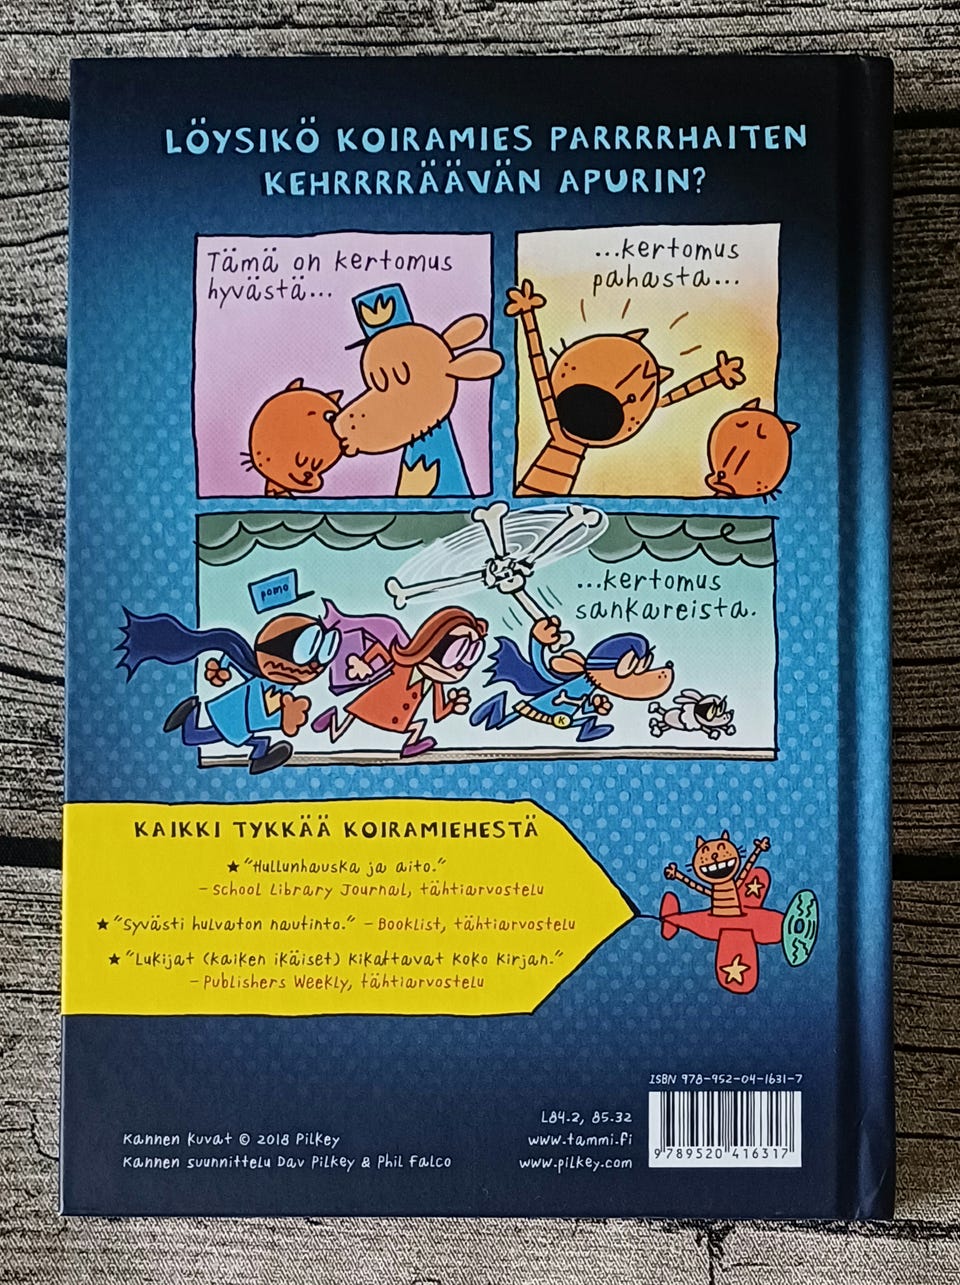 LÖYSIKÖ KOIRAMIES PARRRRHAITEN
KEHRRRRÄÄVÄN APURIN?
Tämä on kertomus
hyvästä...
...kertomus
pahasta...
pomo
...kertomus
sankareista.
K
KAIKKI TYKKÄÄ KOIRAMIEHESTÄ
★ "Hullunhauska ja aito."
– School Library Journal, tähtiarvostelu
★ "Syvästi hulvaton nautinto." – Booklist, tähtiarvostelu
★ "Lukijat (kaiken ikäiset) kikattavat koko kirjan."
– Publishers Weekly, tähtiarvostelu
ISBN 978-952-04-1631-7
L84.2, 85.32
www.tammi.fi
www.pilkey.com
9 789520 416317
Kannen kuvat © 2018 Pilkey
Kannen suunnittelu Dav Pilkey & Phil Falco